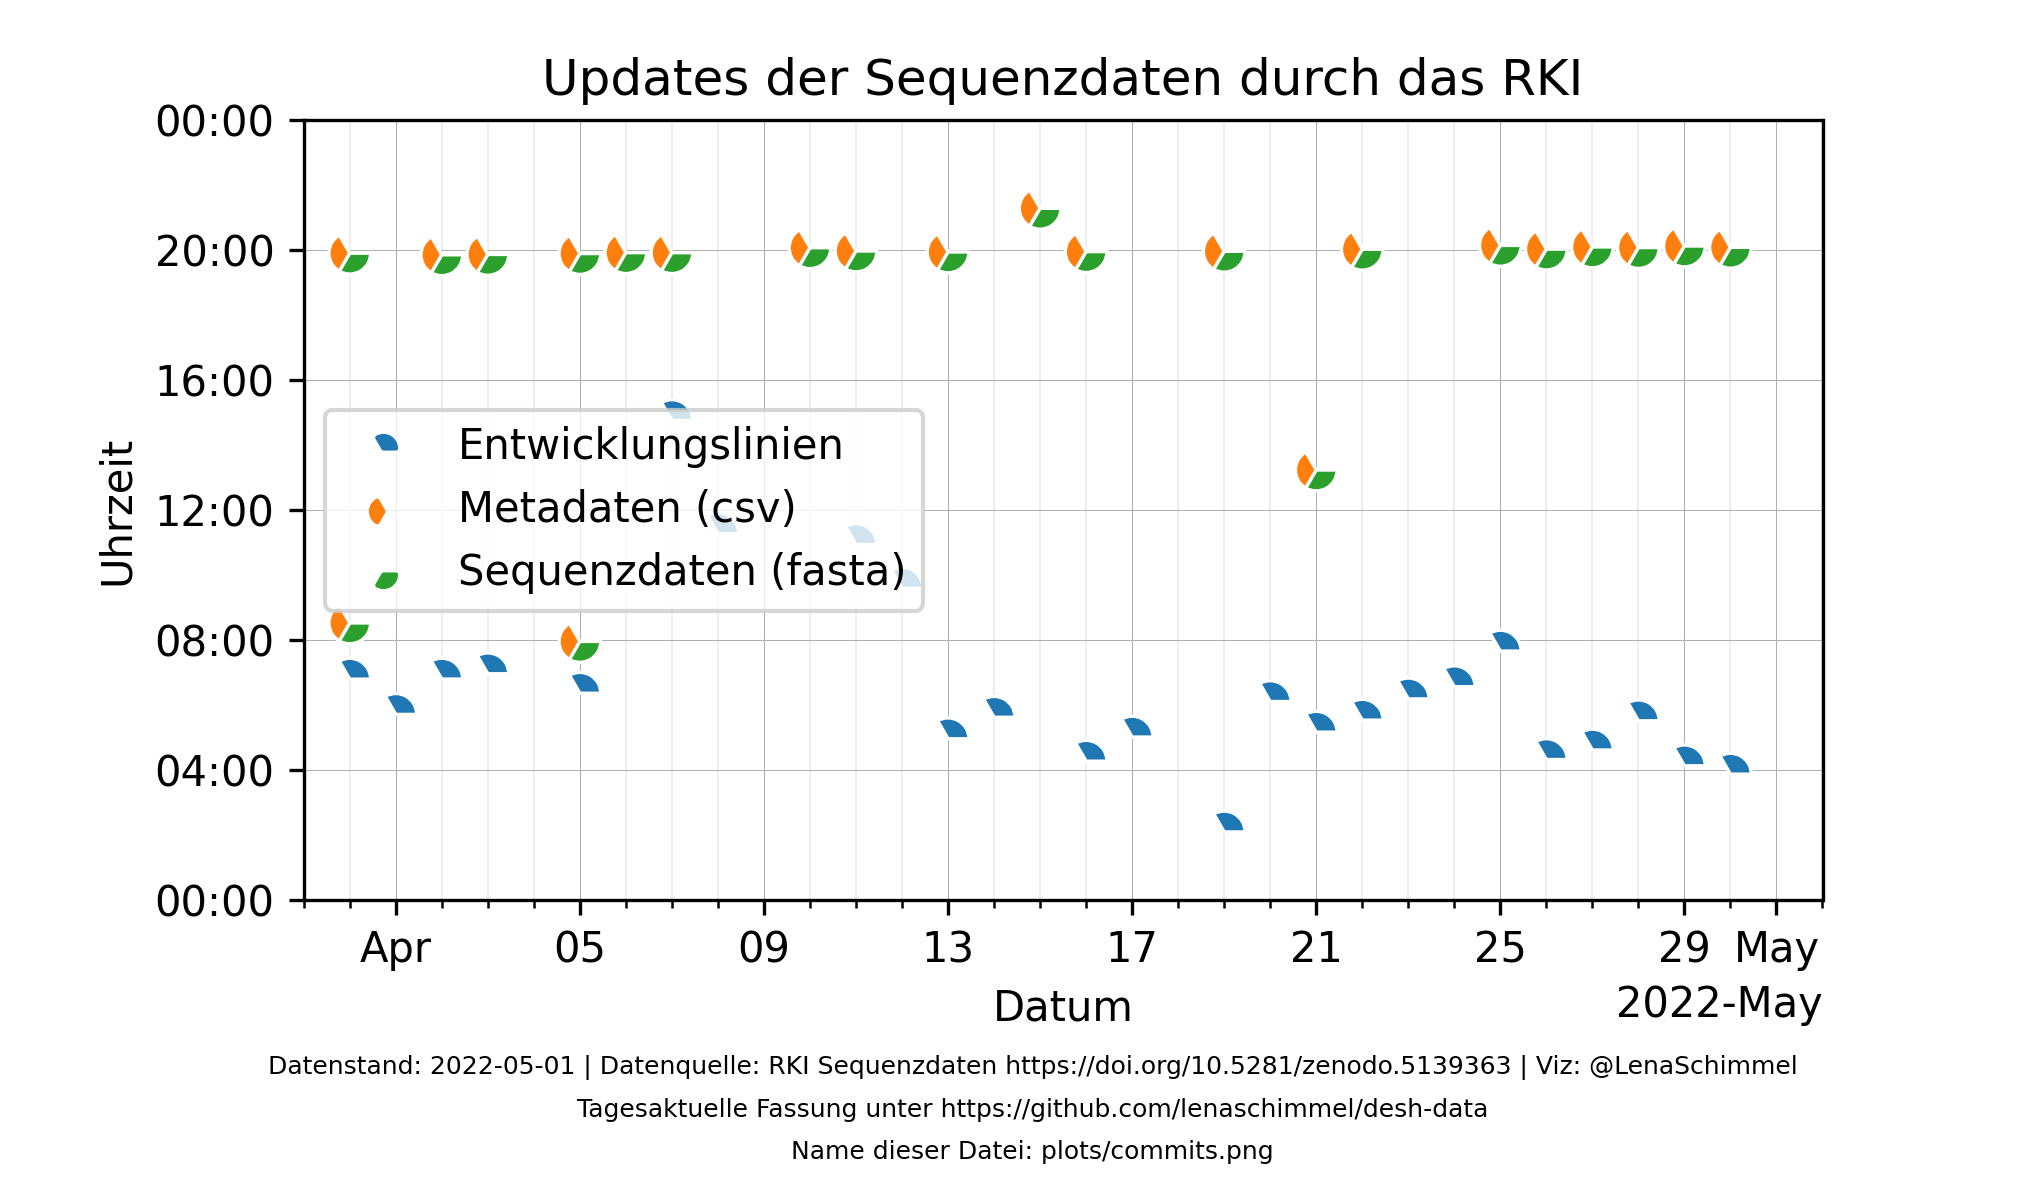 Updates der Sequenzdaten durch das RKI
00:00
20:00
16:00
12:00
08:00
04:00
00:00
Uhrzeit
Entwicklungslinien
Metadaten (csv)
Sequenzdaten (fasta)
Apr 05 09 13 17 21 25 29 May
Datum
2022-May
Datenstand: 2022-05-01 | Datenquelle: RKI Sequenzdaten https://doi.org/10.5281/zenodo.5139363 | Viz: @LenaSchimmel
Tagesaktuelle Fassung unter https://github.com/lenaschimmel/desh-data
Name dieser Datei: plots/commits.png